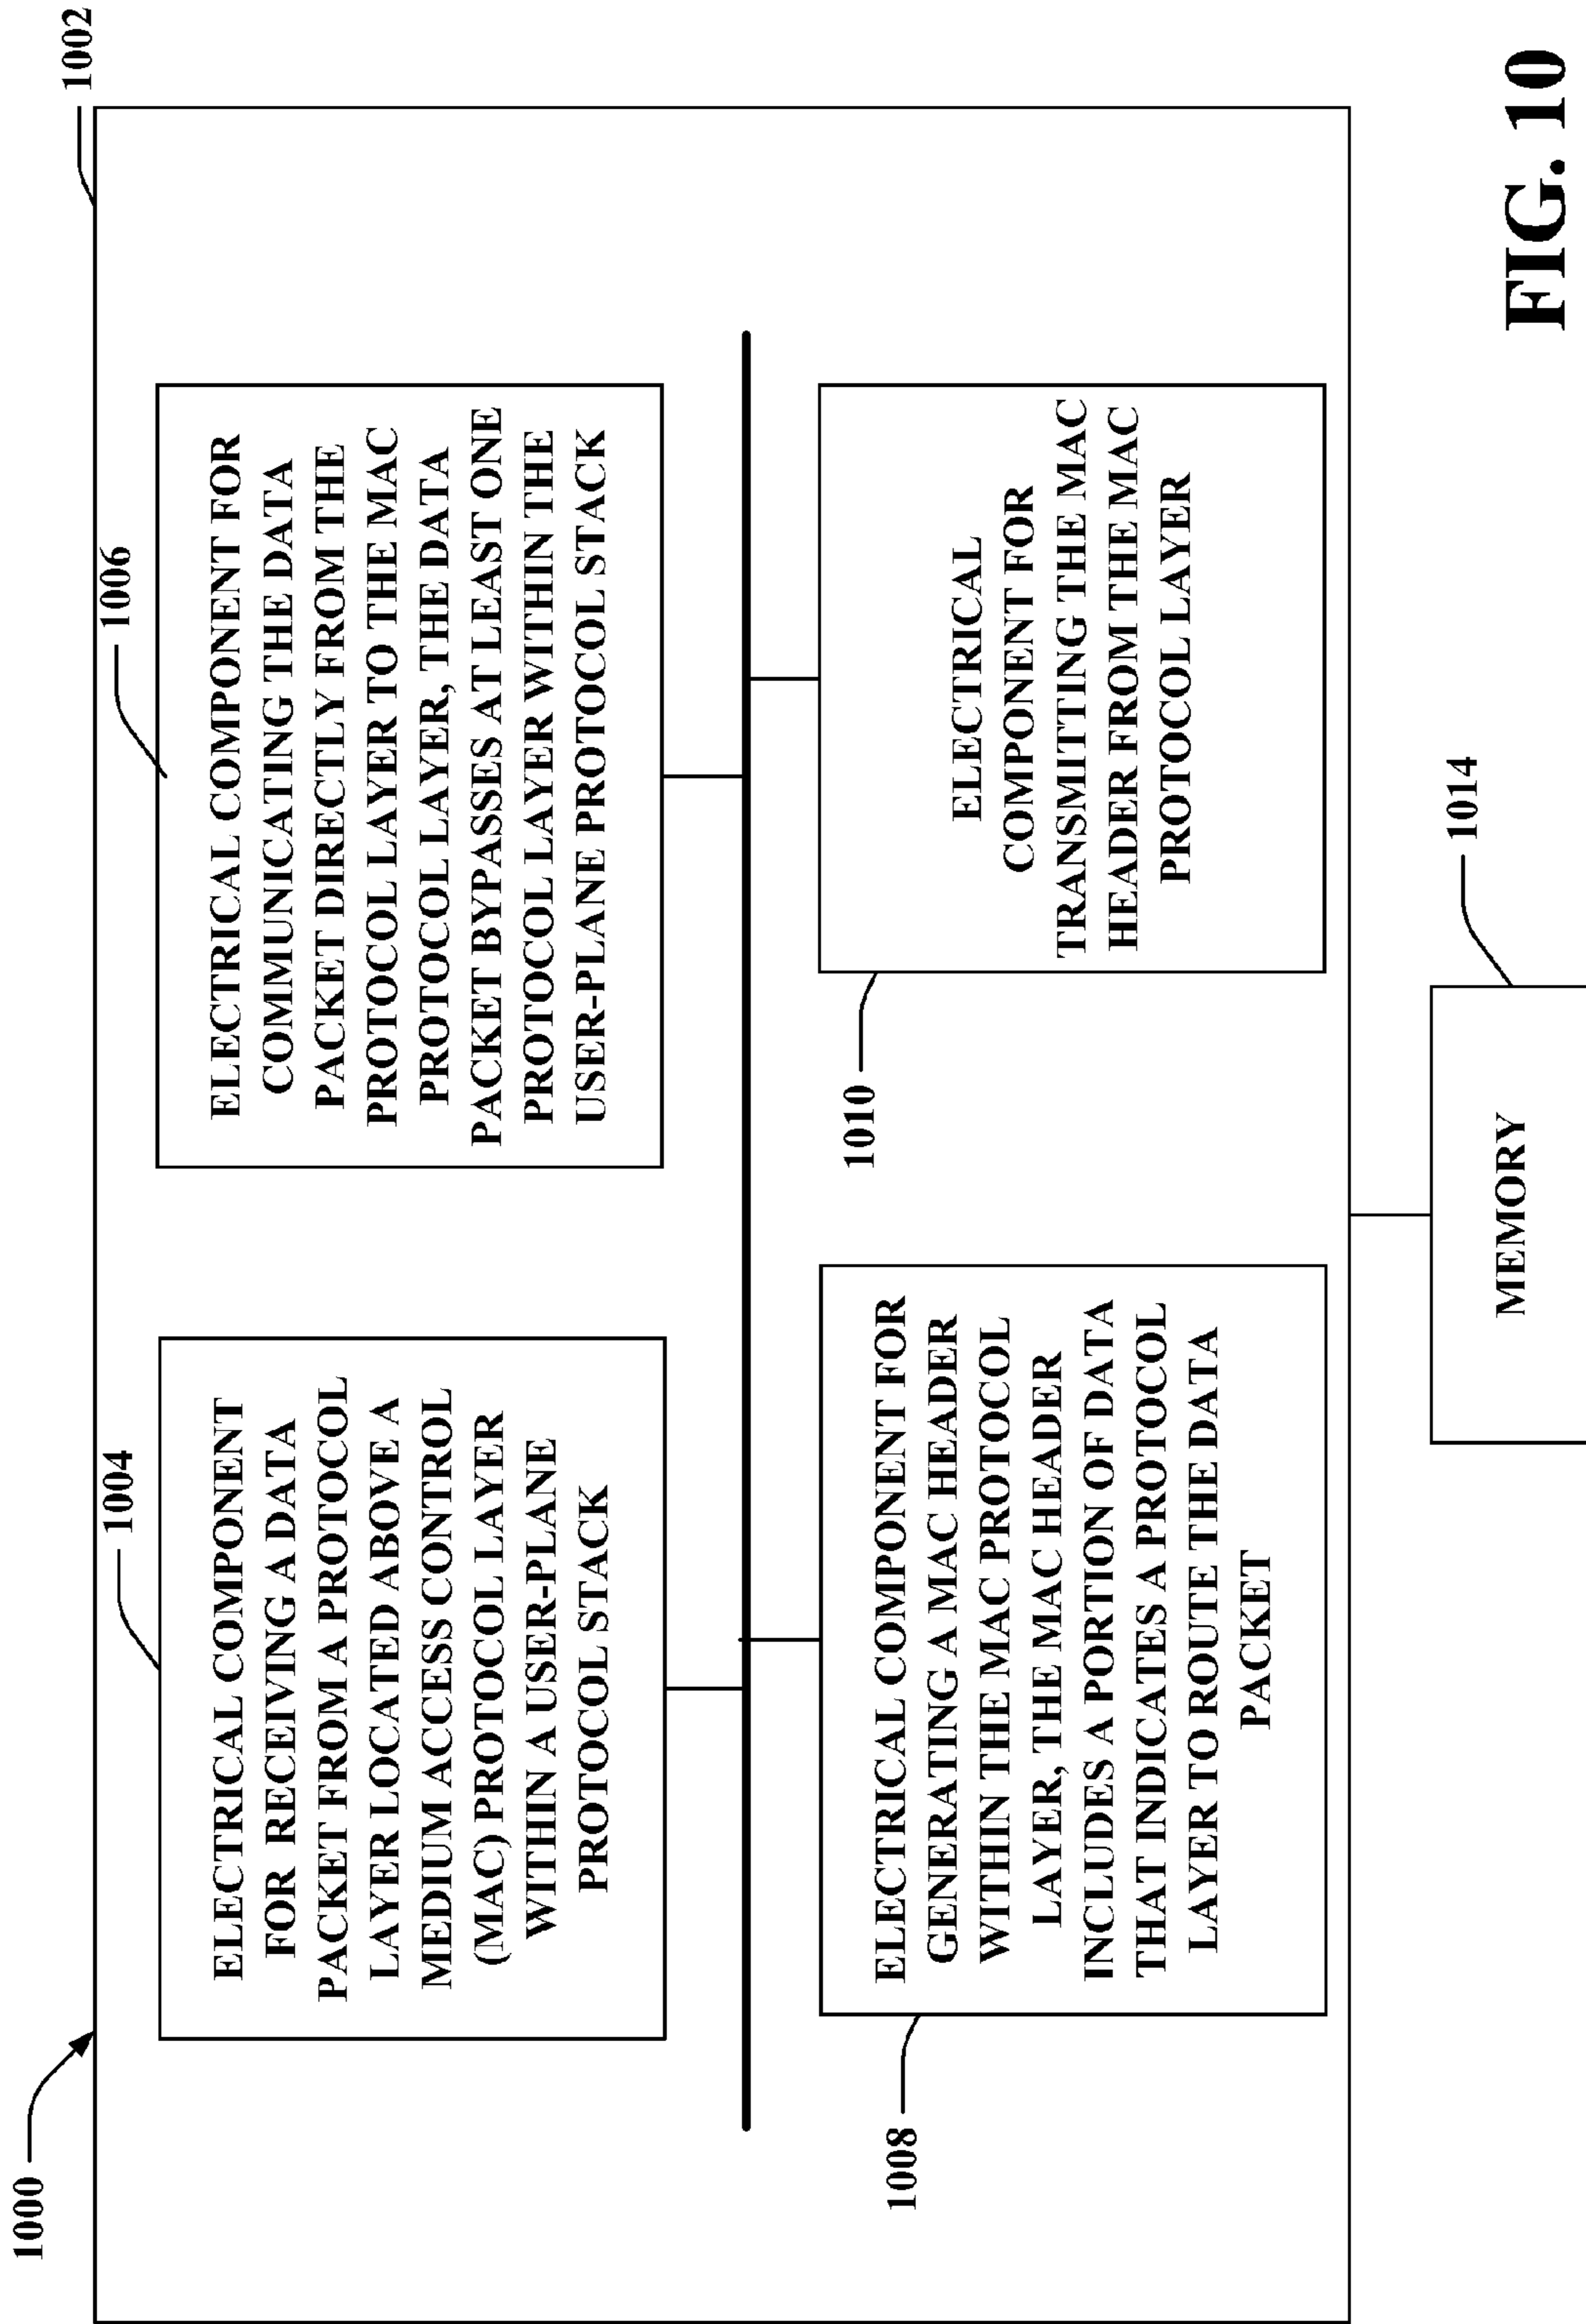 1000
1002
1004
ELECTRICAL COMPONENT
FOR RECEIVING A DATA
PACKET FROM A PROTOCOL
LAYER LOCATED ABOVE A
MEDIUM ACCESS CONTROL
(MAC) PROTOCOL LAYER
WITHIN A USER-PLANE
PROTOCOL STACK
1006
ELECTRICAL COMPONENT FOR
COMMUNICATING THE DATA
PACKET DIRECTLY FROM THE
PROTOCOL LAYER TO THE MAC
PROTOCOL LAYER, THE DATA
PACKET BYPASSES AT LEAST ONE
PROTOCOL LAYER WITHIN THE
USER-PLANE PROTOCOL STACK
1008
ELECTRICAL COMPONENT FOR
GENERATING A MAC HEADER
WITHIN THE MAC PROTOCOL
LAYER, THE MAC HEADER
INCLUDES A PORTION OF DATA
THAT INDICATES A PROTOCOL
LAYER TO ROUTE THE DATA
PACKET
1010
ELECTRICAL
COMPONENT FOR
TRANSMITTING THE MAC
HEADER FROM THE MAC
PROTOCOL LAYER
1014
MEMORY
FIG. 10